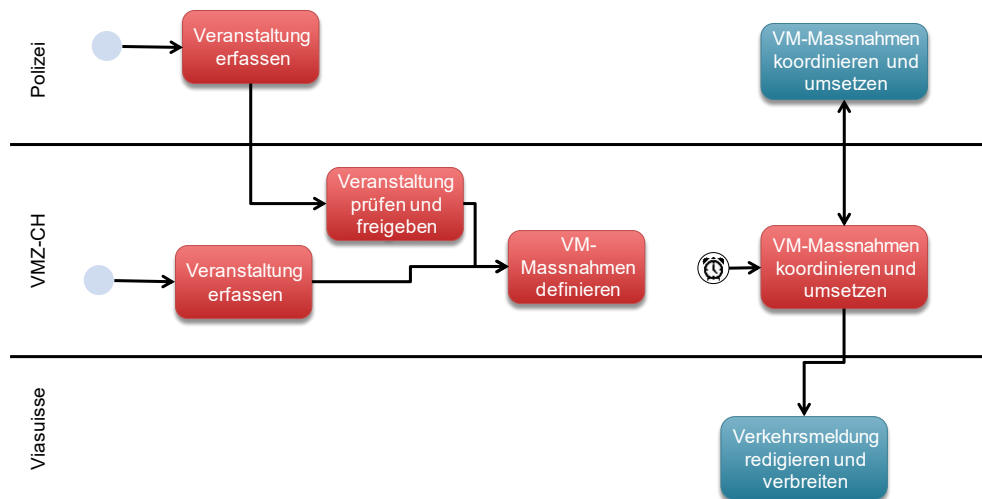 Polizei
Veranstaltung
erfassen
VM-Massnahmen
koordinieren und
umsetzen
VMZ-CH
Veranstaltung
prüfen und
freigeben
Veranstaltung
erfassen
VM-
Massnahmen
definieren
VM-Massnahmen
koordinieren und
umsetzen
Viasuisse
Verkehrsmeldung
redigieren und
verbreiten